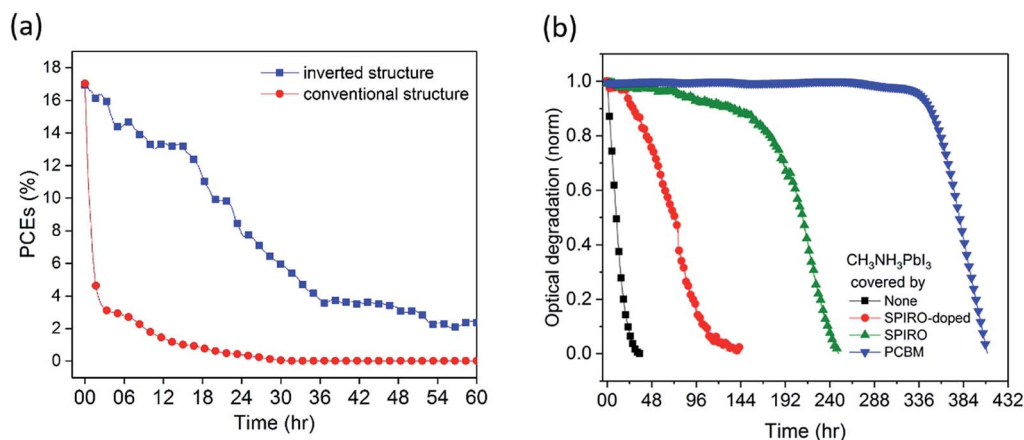 (a)
18
16
14
12
10
8
6
4
2
0
PCEs (%)
inverted structure
conventional structure
00 06 12 18 24 30 36 42 48 54 60
Time (hr)
(b)
1.0
0.8
0.6
0.4
0.2
0.0
Optical degradation (norm)
CH₃NH₃PbI₃
covered by
None
SPIRO-doped
SPIRO
PCBM
00 48 96 144 192 240 288 336 384 432
Time (hr)